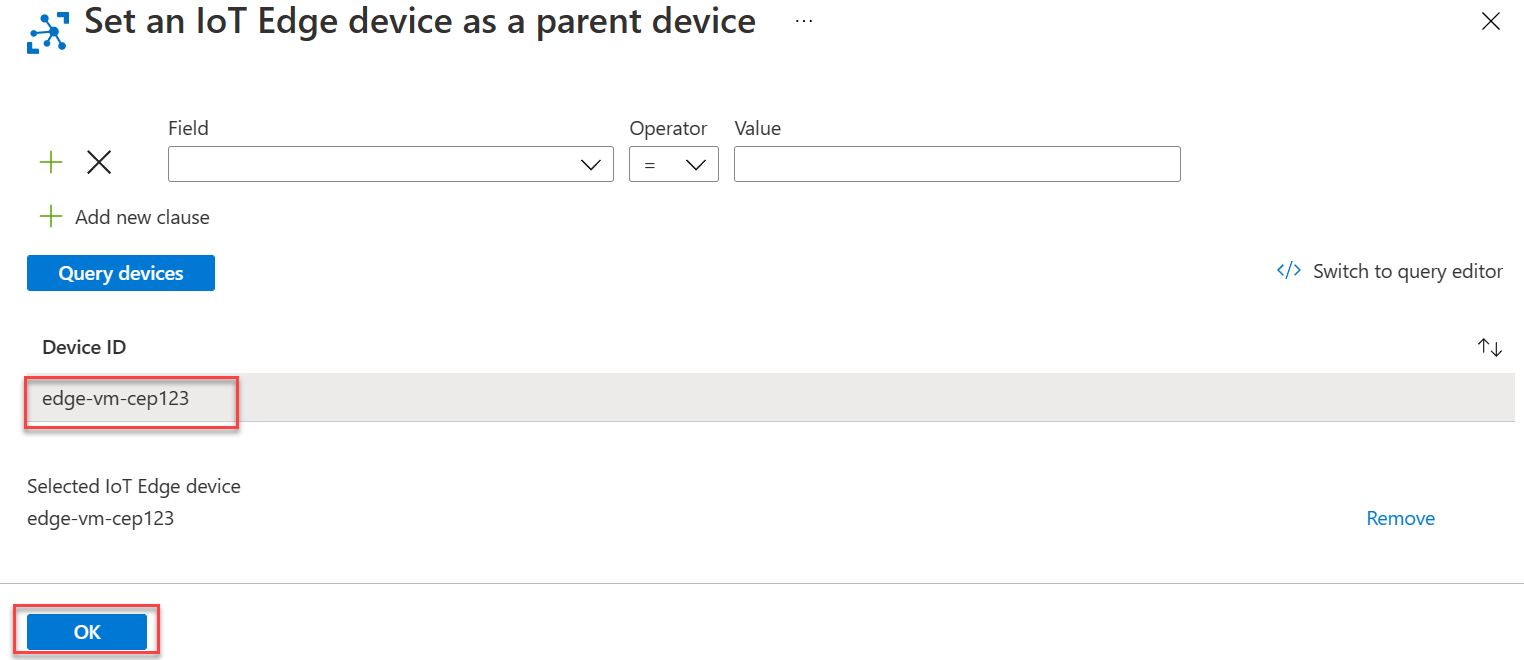 Set an IoT Edge device as a parent device ...
Field Operator Value
=
Add new clause
Query devices
</> Switch to query editor
Device ID
edge-vm-cep123
Selected IoT Edge device
edge-vm-cep123
Remove
OK